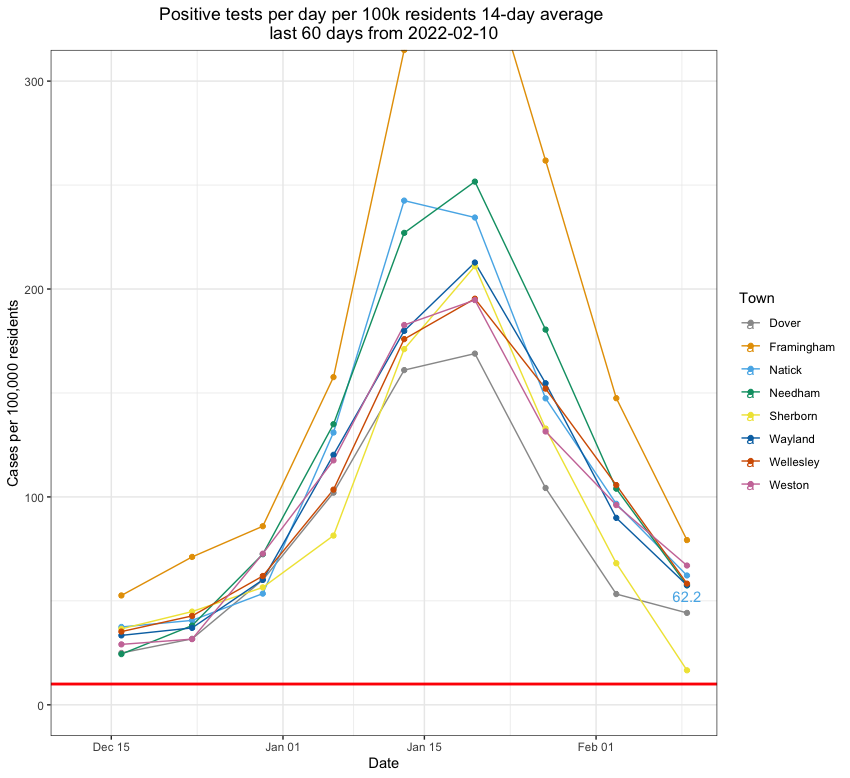 Positive tests per day per 100k residents 14-day average
last 60 days from 2022-02-10
Cases per 100,000 residents
300
200
100
0
62.2
Dec 15
Jan 01
Jan 15
Feb 01
Date
Town
Dover
Framingham
Natick
Needham
Sherborn
Wayland
Wellesley
Weston